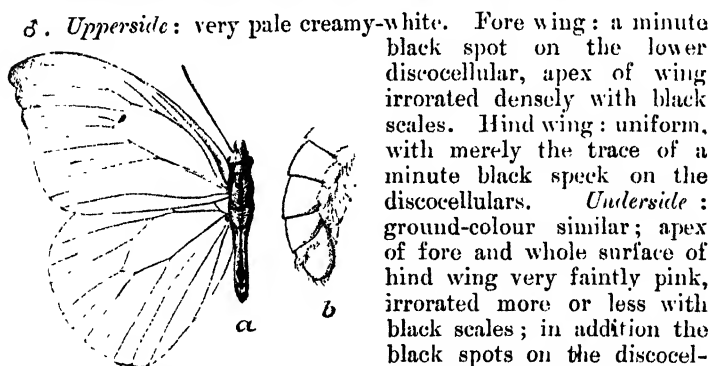 ♂. Upperside: very pale creamy-white. Fore wing: a minute
black spot on the lower
discocellular, apex of wing
irrorated densely with black
scales. Hind wing: uniform,
with merely the trace of a
minute black speck on the
discocellulars. Underside:
ground-colour similar; apex
of fore and whole surface of
hind wing very faintly pink,
irrorated more or less with
black scales; in addition the
black spots on the discocel-
a b